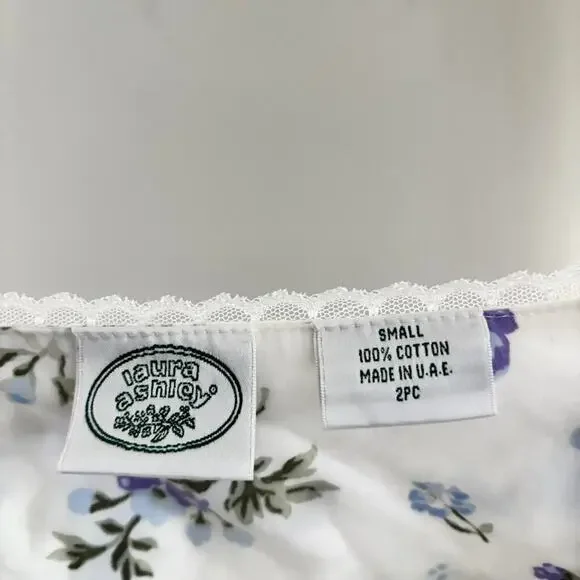 laura
ashley®
SMALL
100% COTTON
MADE IN U.A.E.
2PC